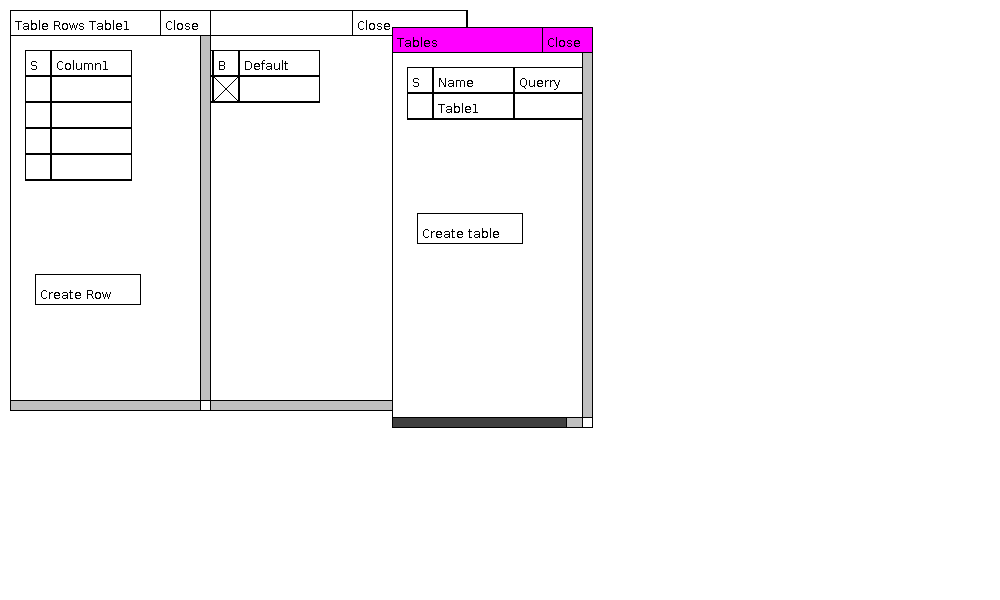 Table Rows Table1 Close Close
Tables Close
S Column1 B Default
S Name Querry
Table1
Create table
Create Row